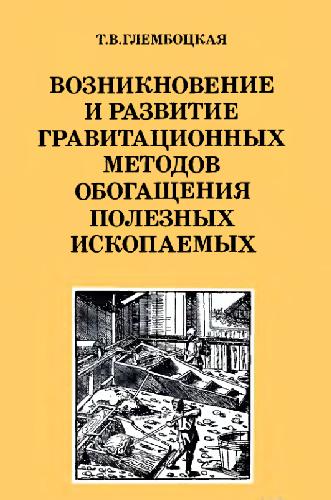 Т.В.ГЛЕМБОЦКАЯ
ВОЗНИКНОВЕНИЕ
И РАЗВИТИЕ
ГРАВИТАЦИОННЫХ
МЕТОДОВ
ОБОГАЩЕНИЯ
ПОЛЕЗНЫХ
ИСКОПАЕМЫХ